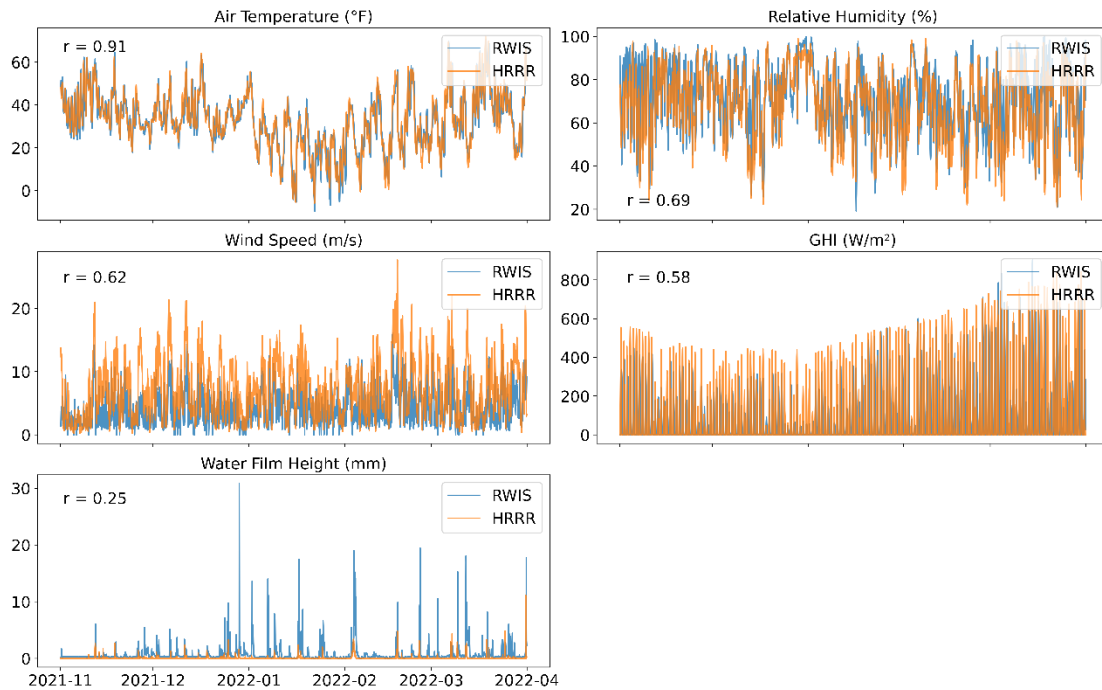 Air Temperature (°F)
r = 0.91
RWIS
HRRR
60
40
20
0
Relative Humidity (%)
RWIS
HRRR
100
80
60
40
20
r = 0.69
Wind Speed (m/s)
r = 0.62
RWIS
HRRR
20
10
0
GHI (W/m²)
r = 0.58
RWIS
HRRR
800
600
400
200
0
Water Film Height (mm)
r = 0.25
RWIS
HRRR
30
20
10
0
2021-11 2021-12 2022-01 2022-02 2022-03 2022-04